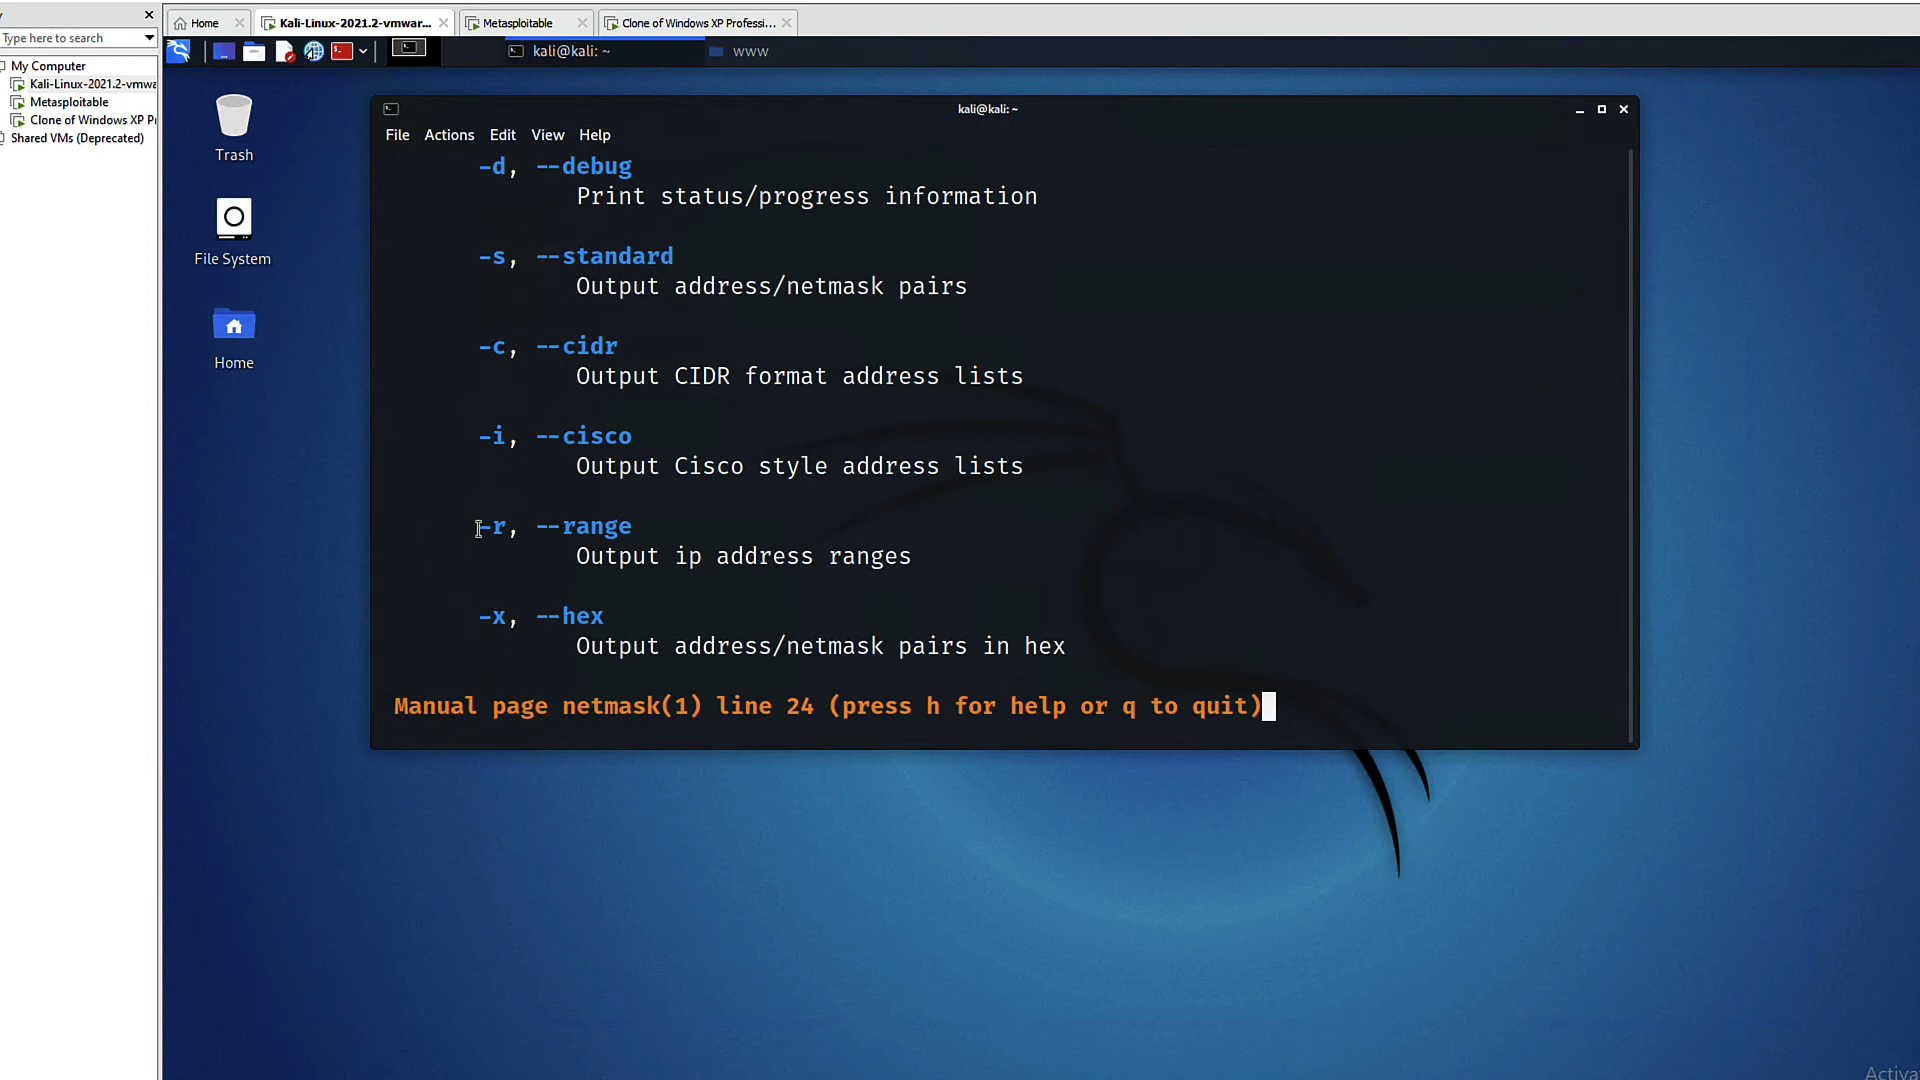 Type here to search
My Computer
Kali-Linux-2021.2-vmwa
Metasploitable
Clone of Windows XP Pr
Shared VMs (Deprecated)
Home
Kali-Linux-2021.2-vmwar...
Metasploitable
Clone of Windows XP Professi...
kali@kali: ~
www
Trash
File System
Home
kali@kali: ~
File Actions Edit View Help
-d, --debug
Print status/progress information
-s, --standard
Output address/netmask pairs
-c, --cidr
Output CIDR format address lists
-i, --cisco
Output Cisco style address lists
-r, --range
Output ip address ranges
-x, --hex
Output address/netmask pairs in hex
Manual page netmask(1) line 24 (press h for help or q to quit)
Activa